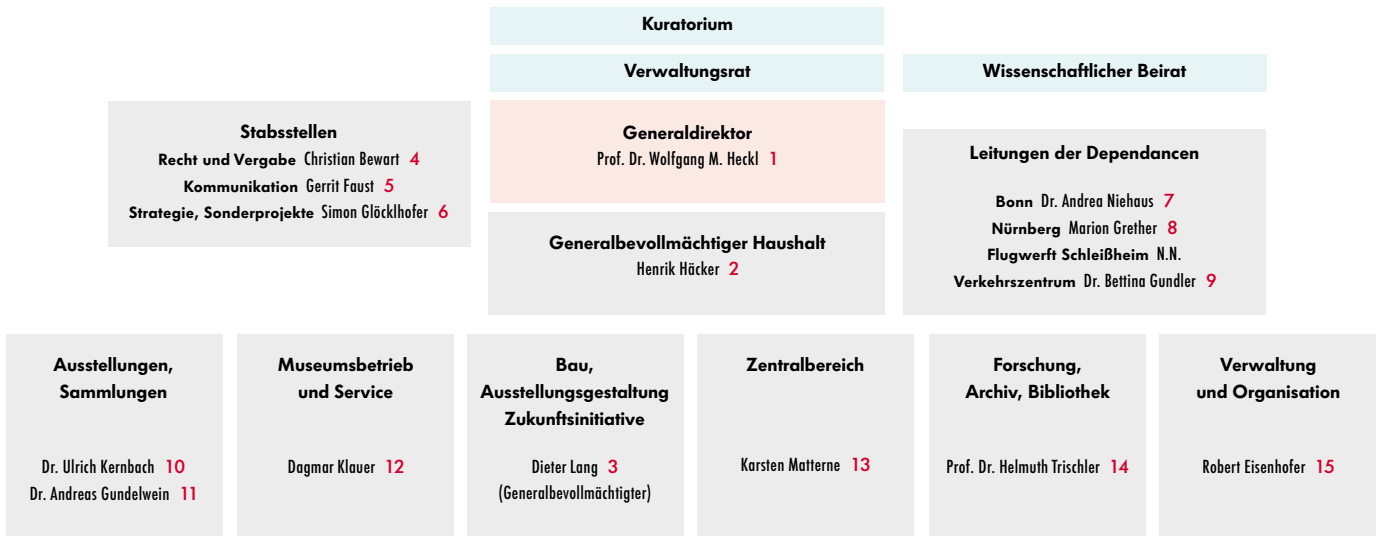 Kuratorium
Verwaltungsrat
Wissenschaftlicher Beirat
Stabsstellen
Recht und Vergabe Christian Bewart 4
Kommunikation Gerrit Faust 5
Strategie, Sonderprojekte Simon Glöcklhofer 6
Generaldirektor
Prof. Dr. Wolfgang M. Heckl 1
Generalbevollmächtiger Haushalt
Henrik Häcker 2
Leitungen der Dependancen
Bonn Dr. Andrea Niehaus 7
Nürnberg Marion Grether 8
Flugwerft Schleißheim N.N.
Verkehrszentrum Dr. Bettina Gundler 9
Ausstellungen,
Sammlungen
Dr. Ulrich Kernbach 10
Dr. Andreas Gundelwein 11
Museumsbetrieb
und Service
Dagmar Klauer 12
Bau,
Ausstellungsgestaltung
Zukunftsinitiative
Dieter Lang 3
(Generalbevollmächtigter)
Zentralbereich
Karsten Matterne 13
Forschung,
Archiv, Bibliothek
Prof. Dr. Helmuth Trischler 14
Verwaltung
und Organisation
Robert Eisenhofer 15